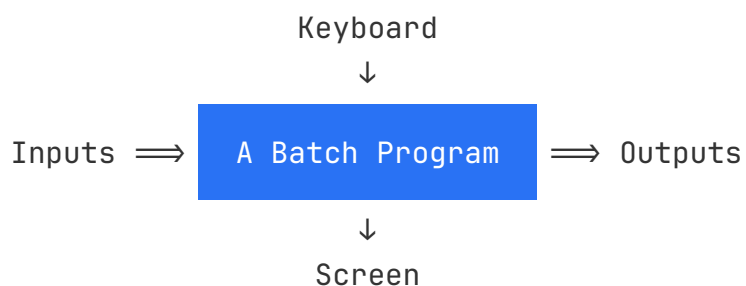 Keyboard
↓
Inputs ⟹ A Batch Program ⟹ Outputs
↓
Screen